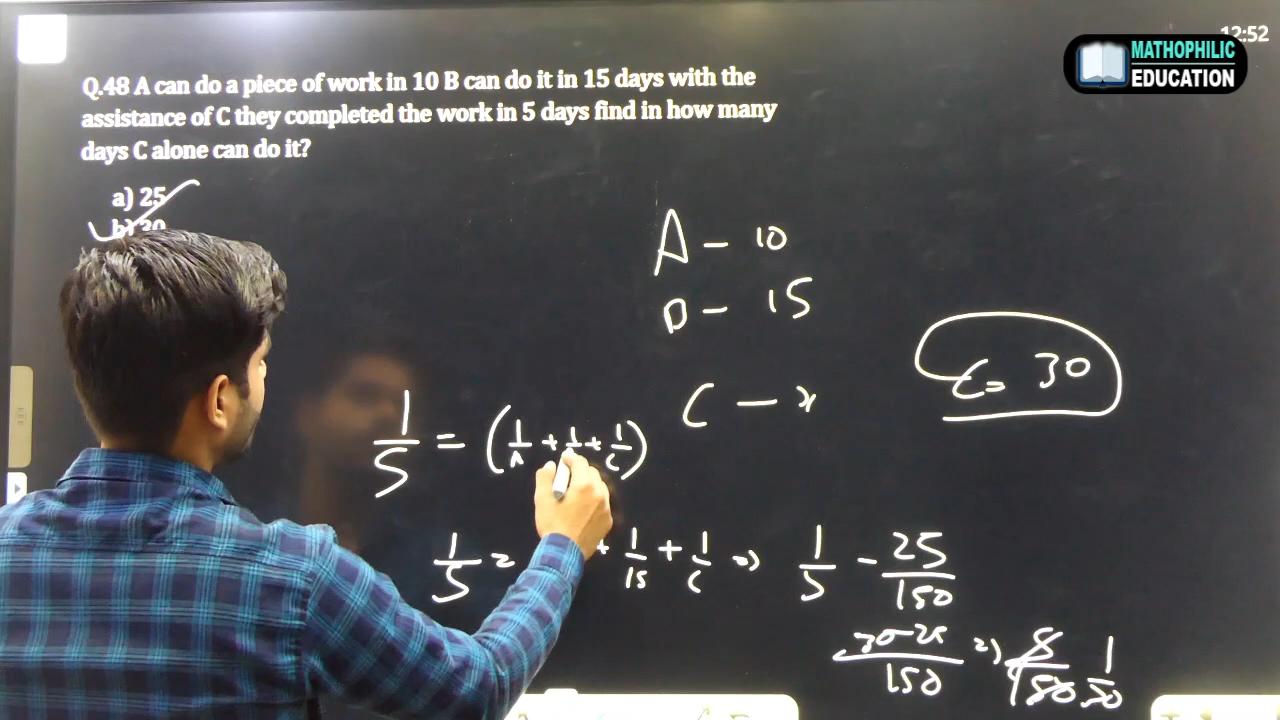 12:52
MATHOPHILIC
EDUCATION
Q.48 A can do a piece of work in 10 B can do it in 15 days with the
assistance of C they completed the work in 5 days find in how many
days C alone can do it?
a) 25
b) 30
A - 10
B - 15
C - x
C = 30
1/5 = (1/A + 1/ + 1/C)
1/5 = + 1/15 + 1/C => 1/5 - 25/150
30-25/150 => 5/150 1/30